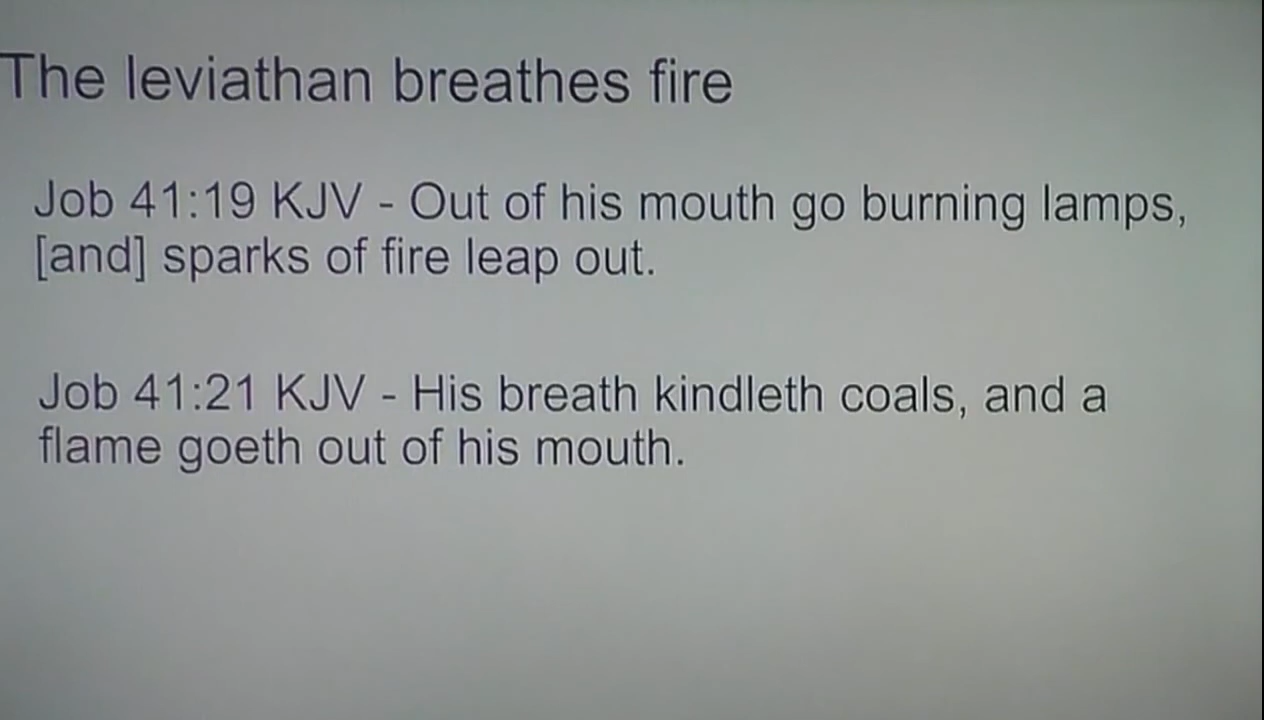 The leviathan breathes fire
Job 41:19 KJV - Out of his mouth go burning lamps,
[and] sparks of fire leap out.
Job 41:21 KJV - His breath kindleth coals, and a
flame goeth out of his mouth.